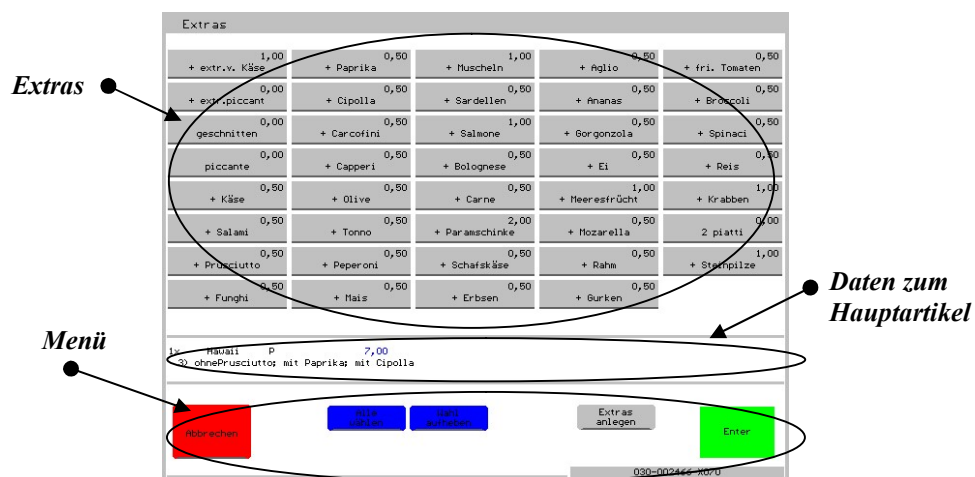 Extras
1,00 0,50 1,00 0,50 0,50
+ extr.v. Käse + Paprika + Muscheln + Aglio + fri. Tomaten
Extras
0,00 0,50 0,50 0,50 0,50
+ extr.piccant + Cipolla + Sardellen + Ananas + Broccoli
0,00 0,50 1,00 0,50 0,50
geschnitten + Carcofini + Salmone + Gorgonzola + Spinaci
0,00 0,50 0,50 0,50 0,50
piccante + Capperi + Bolognese + Ei + Reis
0,50 0,50 0,50 1,00 1,00
+ Käse + Olive + Carne + Meeresfrücht + Krabben
0,50 0,50 2,00 0,50 0,00
+ Salami + Tonno + Paramschinke + Mozarella 2 piatti
0,50 0,50 0,50 0,50 1,00
+ Prusciutto + Peperoni + Schafskäse + Rahm + Steinpilze
0,50 0,50 0,50 0,50
+ Funghi + Mais + Erbsen + Gurken
Daten zum
Hauptartikel
Menü
1x Hawaii P 7,00
3) ohnePrusciutto; mit Paprika; mit Cipolla
Abbrechen
Alle
wählen
Wahl
aufheben
Extras
anlegen
Enter
030-002466 X0/0